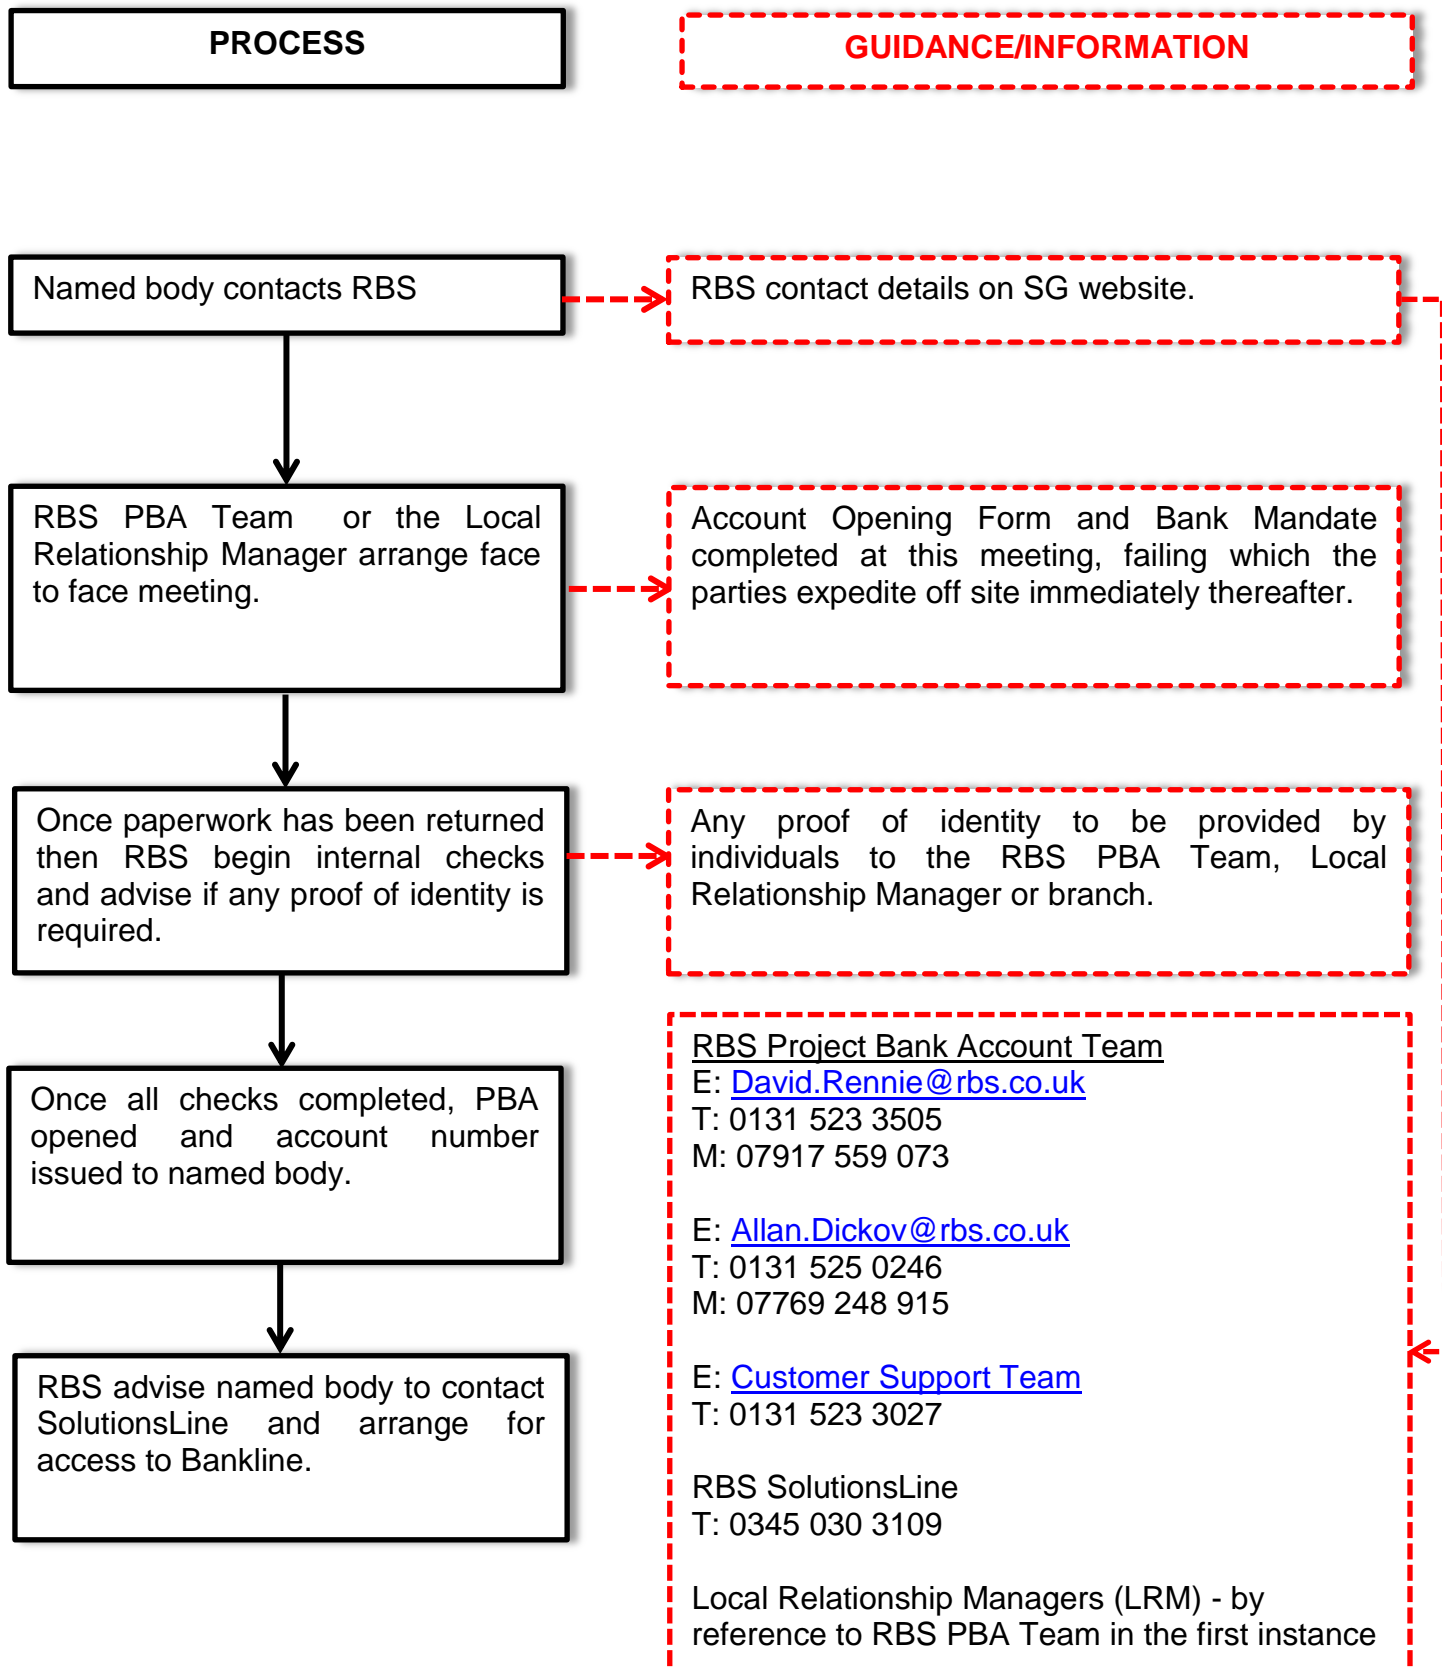 PROCESS
GUIDANCE/INFORMATION
Named body contacts RBS
RBS contact details on SG website.
RBS PBA Team or the Local
Relationship Manager arrange face
to face meeting.
Account Opening Form and Bank Mandate
completed at this meeting, failing which the
parties expedite off site immediately thereafter.
Once paperwork has been returned
then RBS begin internal checks
and advise if any proof of identity is
required.
Any proof of identity to be provided by
individuals to the RBS PBA Team, Local
Relationship Manager or branch.
Once all checks completed, PBA
opened and account number
issued to named body.
RBS advise named body to contact
SolutionsLine and arrange for
access to Bankline.
RBS Project Bank Account Team
E: David.Rennie@rbs.co.uk
T: 0131 523 3505
M: 07917 559 073
E: Allan.Dickov@rbs.co.uk
T: 0131 525 0246
M: 07769 248 915
E: Customer Support Team
T: 0131 523 3027
RBS SolutionsLine
T: 0345 030 3109
Local Relationship Managers (LRM) - by
reference to RBS PBA Team in the first instance